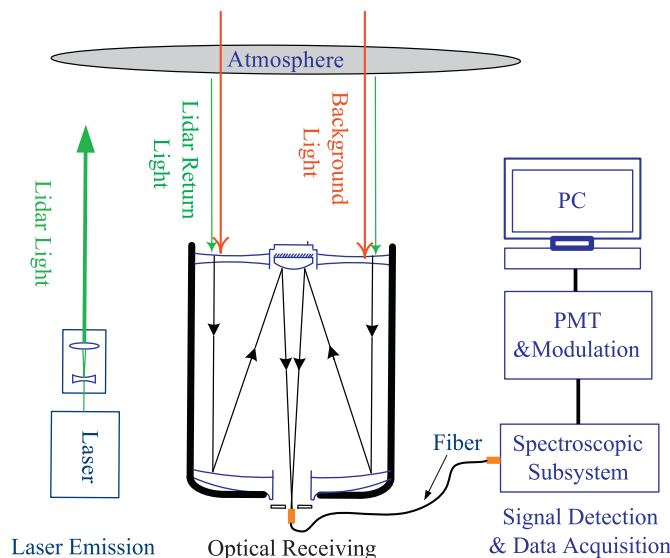 Atmosphere
Lidar Return
Light
Background
Light
Lidar Light
PC
PMT
&Modulation
Laser
Fiber
Spectroscopic
Subsystem
Laser Emission
Optical Receiving
Signal Detection
& Data Acquisition